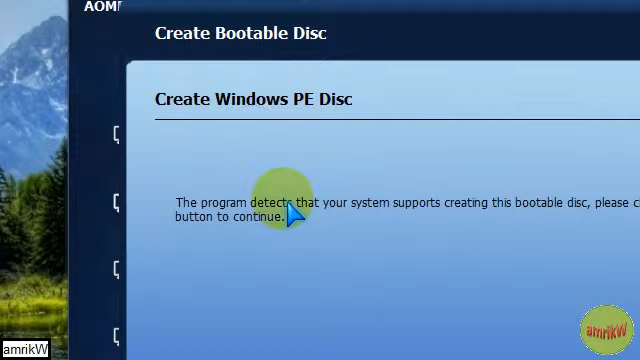 AOME
Create Bootable Disc
Create Windows PE Disc
The program detects that your system supports creating this bootable disc, please c
button to continue.
amrikW
amrikW